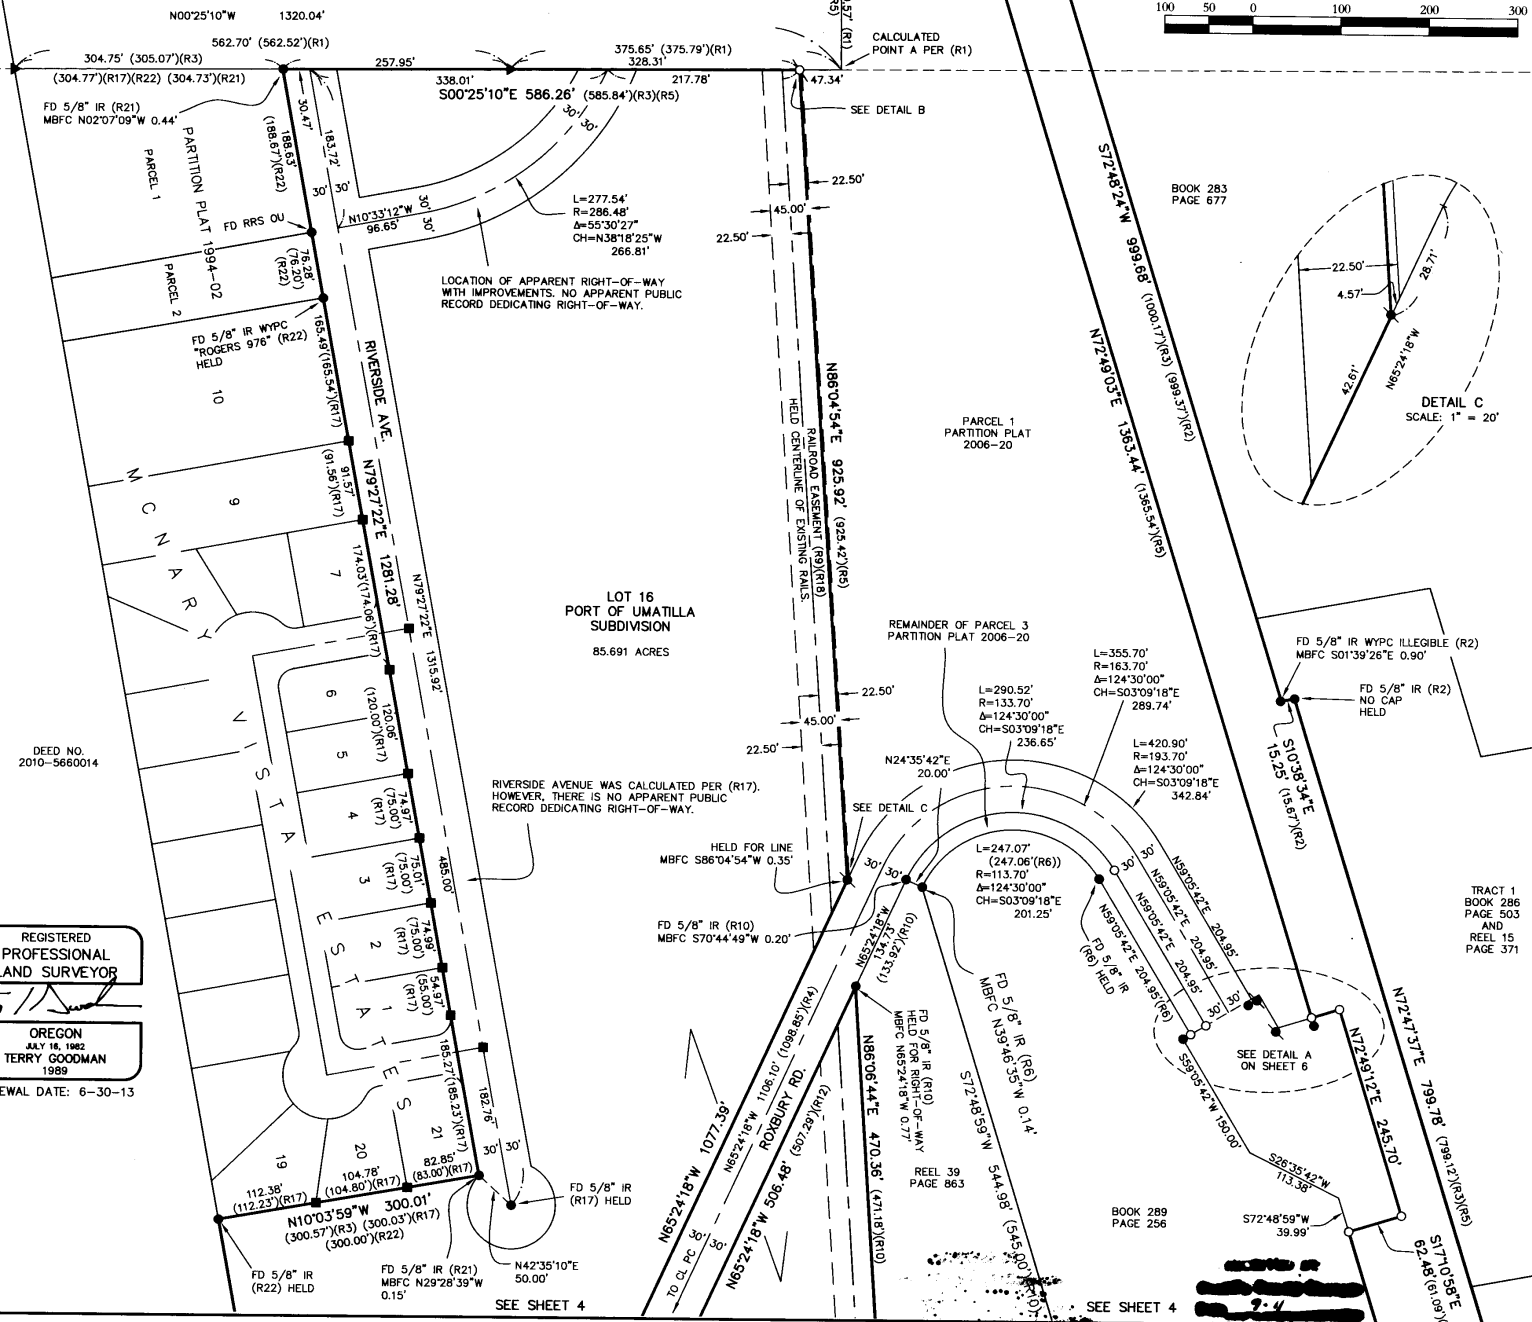 N00°25'10"W 1320.04'
562.70' (562.52')(R1)
304.75' (305.07')(R3)
(304.77')(R17)(R22) (304.73')(R21)
257.95'
338.01'
375.65' (375.79')(R1)
328.31'
217.78'
47.34'
S00°25'10"E 586.26' (585.84')(R3)(R5)
.57' (R1)
(R5)
CALCULATED
POINT A PER (R1)
SEE DETAIL B
100 50 0 100 200 300
FD 5/8" IR (R21)
MBFC N02°07'09"W 0.44'
PARTITION PLAT 1994-02
PARCEL 1
PARCEL 2
188.63'
(188.67')(R22)
30.47'
183.72'
30' 30'
FD RRS OU
76.28'
(76.20')
(R22)
FD 5/8" IR WYPC
"ROGERS 976" (R22)
HELD
N10°33'12"W
96.65'
30'
30'
30' 30'
L=277.54'
R=286.48'
Δ=55°30'27"
CH=N38°18'25"W
266.81'
LOCATION OF APPARENT RIGHT-OF-WAY
WITH IMPROVEMENTS. NO APPARENT PUBLIC
RECORD DEDICATING RIGHT-OF-WAY.
22.50'
45.00'
22.50'
RIVERSIDE AVE.
N79°27'22"E 1281.28'
165.49'(165.54')(R17)
91.57'
(91.56')(R17)
174.03'(174.06')(R17)
N79°27'22"E 1315.92'
120.06'
(120.00')(R17)
74.97'
(75.00')
(R17)
75.01'
(75.00')
(R17)
74.99'
(75.00')
(R17)
54.97'
(55.00')
(R17)
185.27'(185.23')(R17)
485.00'
182.76'
30' 30'
10
9
7
6
5
4
3
2
1
21
20
19
MCNARY
VISTA
ESTATES
DEED NO.
2010-5660014
LOT 16
PORT OF UMATILLA
SUBDIVISION
85.691 ACRES
RIVERSIDE AVENUE WAS CALCULATED PER (R17).
HOWEVER, THERE IS NO APPARENT PUBLIC
RECORD DEDICATING RIGHT-OF-WAY.
N86°04'54"E 925.92' (925.42')(R5)
RAILROAD EASEMENT (R9)(R18)
HELD CENTERLINE OF EXISTING RAILS.
22.50'
45.00'
22.50'
S72°48'24"W 999.68' (1000.17')(R3) (999.37')(R2)
N72°49'03"E 1363.44' (1365.54')(R5)
BOOK 283
PAGE 677
PARCEL 1
PARTITION PLAT
2006-20
22.50'
4.57'
28.71'
N65°24'18"W
42.61'
DETAIL C
SCALE: 1" = 20'
REMAINDER OF PARCEL 3
PARTITION PLAT 2006-20
L=355.70'
R=163.70'
Δ=124°30'00"
CH=S03°09'18"E
289.74'
L=290.52'
R=133.70'
Δ=124°30'00"
CH=S03°09'18"E
236.65'
L=420.90'
R=193.70'
Δ=124°30'00"
CH=S03°09'18"E
342.84'
N24°35'42"E
20.00'
SEE DETAIL C
L=247.07'
(247.06'(R6))
R=113.70'
Δ=124°30'00"
CH=S03°09'18"E
201.25'
HELD FOR LINE
MBFC S86°04'54"W 0.35'
30' 30'
FD 5/8" IR (R10)
MBFC S70°44'49"W 0.20'
N65°24'18"W
134.73'
(133.92')(R10)
FD 5/8" IR (R6)
MBFC N39°46'35"W 0.14'
FD 5/8" IR (R10)
HELD FOR RIGHT-OF-WAY
MBFC N65°24'18"W 0.77'
FD 5/8" IR
(R6) HELD
30'
30'
N59°05'42"E 204.95'
N59°05'42"E 204.95'
N59°05'42"E 204.95'
N59°05'42"E 204.95'(R6)
30'
30'
FD 5/8" IR WYPC ILLEGIBLE (R2)
MBFC S01°39'26"E 0.90'
FD 5/8" IR (R2)
NO CAP
HELD
S10°38'34"E
15.25' (15.67')(R2)
TRACT 1
BOOK 286
PAGE 503
AND
REEL 15
PAGE 371
SEE DETAIL A
ON SHEET 6
N72°49'12"E 245.70'
N72°47'37"E 799.78' (799.12')(R3)(R5)
S59°05'42"W 150.00'
S26°35'42"W
113.38'
S72°48'59"W
39.99'
S17°10'58"E
62.48'(61.09')
S72°48'59"W 544.98' (545.00')(R10)
N86°06'44"E 470.36' (471.18')(R10)
REEL 39
PAGE 863
BOOK 289
PAGE 256
N65°24'18"W 1077.39'
N65°24'18"W 1106.10' (1098.85')(R4)
ROXBURY RD.
N65°24'18"W 506.48' (507.29')(R12)
30' 30'
TO CL PC
REGISTERED
PROFESSIONAL
LAND SURVEYOR
OREGON
JULY 16, 1982
TERRY GOODMAN
1989
EWAL DATE: 6-30-13
112.38'
(112.23')(R17)
104.78'
(104.80')(R17)
82.85'
(83.00')(R17)
N10°03'59"W 300.01'
(300.57')(R3) (300.03')(R17)
(300.00')(R22)
FD 5/8" IR
(R22) HELD
FD 5/8" IR (R21)
MBFC N29°28'39"W
0.15'
N42°35'10"E
50.00'
FD 5/8" IR
(R17) HELD
SEE SHEET 4
SEE SHEET 4
9-4